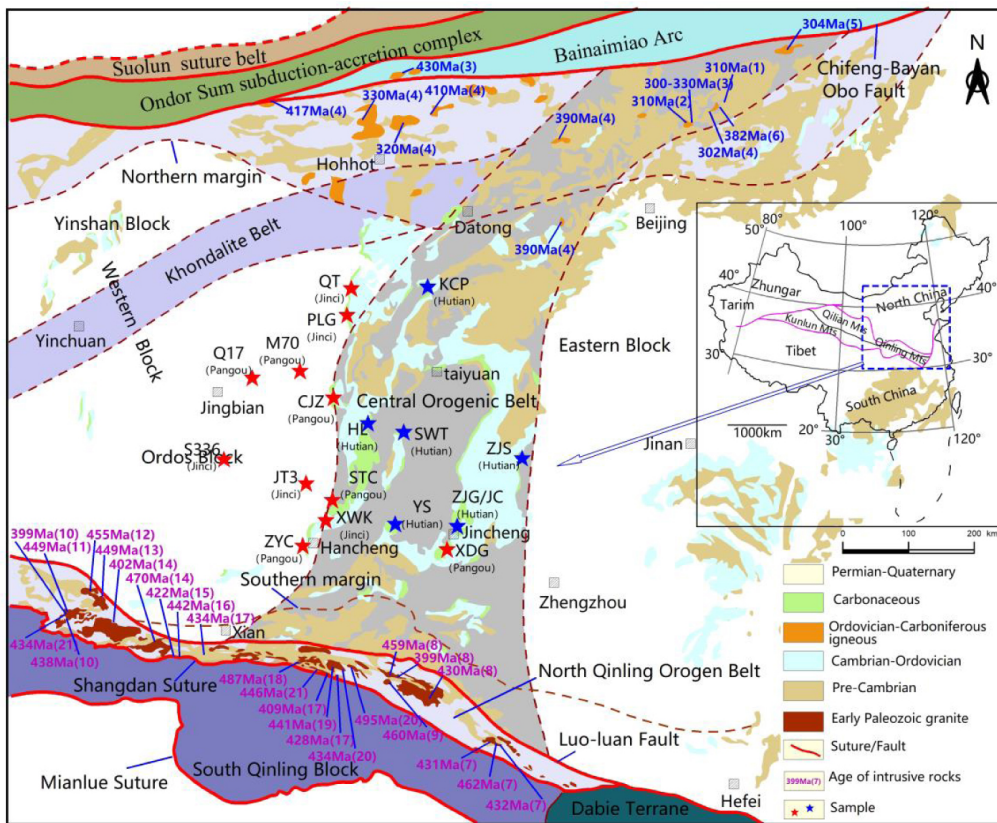 304Ma(5)
N
Suolun suture belt
Ondor Sum subduction-accretion complex
Bainaimiao Arc
430Ma(3)
310Ma(1)
Chifeng-Bayan
Obo Fault
300-330Ma(3)
330Ma(4)
410Ma(4)
417Ma(4)
310Ma(2)
390Ma(4)
382Ma(6)
302Ma(4)
320Ma(4)
Hohhot
Northern margin
Yinshan Block
Khondalite Belt
Datong
Beijing
390Ma(4)
Western Block
Yinchuan
QT
(Jinci)
KCP
(Hutian)
PLG
(Jinci)
M70
(Pangou)
Q17
(Pangou)
Eastern Block
taiyuan
Jingbian
CJZ
(Pangou)
Central Orogenic Belt
HL
(Hutian)
SWT
(Hutian)
ZJS
(Hutian)
Jinan
S336
(Jinci)
Ordos Block
JT3
(Jinci)
STC
(Pangou)
ZJG/JC
(Hutian)
YS
(Hutian)
XWK
(Jinci)
Jincheng
ZYC
(Pangou)
Hancheng
XDG
(Pangou)
Southern margin
Zhengzhou
Xian
399Ma(10)
455Ma(12)
449Ma(11)
449Ma(13)
402Ma(14)
470Ma(14)
422Ma(15)
442Ma(16)
434Ma(17)
434Ma(21)
438Ma(10)
Shangdan Suture
459(Ma(8)
399Ma(8)
430Ma(8)
North Qinling Orogen Belt
487Ma(18)
446Ma(21)
409Ma(17)
441Ma(19)
428Ma(17)
434Ma(20)
495Ma(20)
460Ma(9)
431Ma(7)
462Ma(7)
432Ma(7)
Luo-luan Fault
Mianlue Suture
South Qinling Block
Dabie Terrane
Hefei
80°
100°
120°
50°
40°
30°
20°
30°
40°
30°
120°
Zhungar
Tarim
North China
Qilian Mts
Kunlun Mts
Qinling Mts
Tibet
South China
1000km
0 100 200 km
Permian-Quaternary
Carbonaceous
Ordovician-Carboniferous
igneous
Cambrian-Ordovician
Pre-Cambrian
Early Paleozoic granite
Suture/Fault
399Ma(7) Age of intrusive rocks
Sample